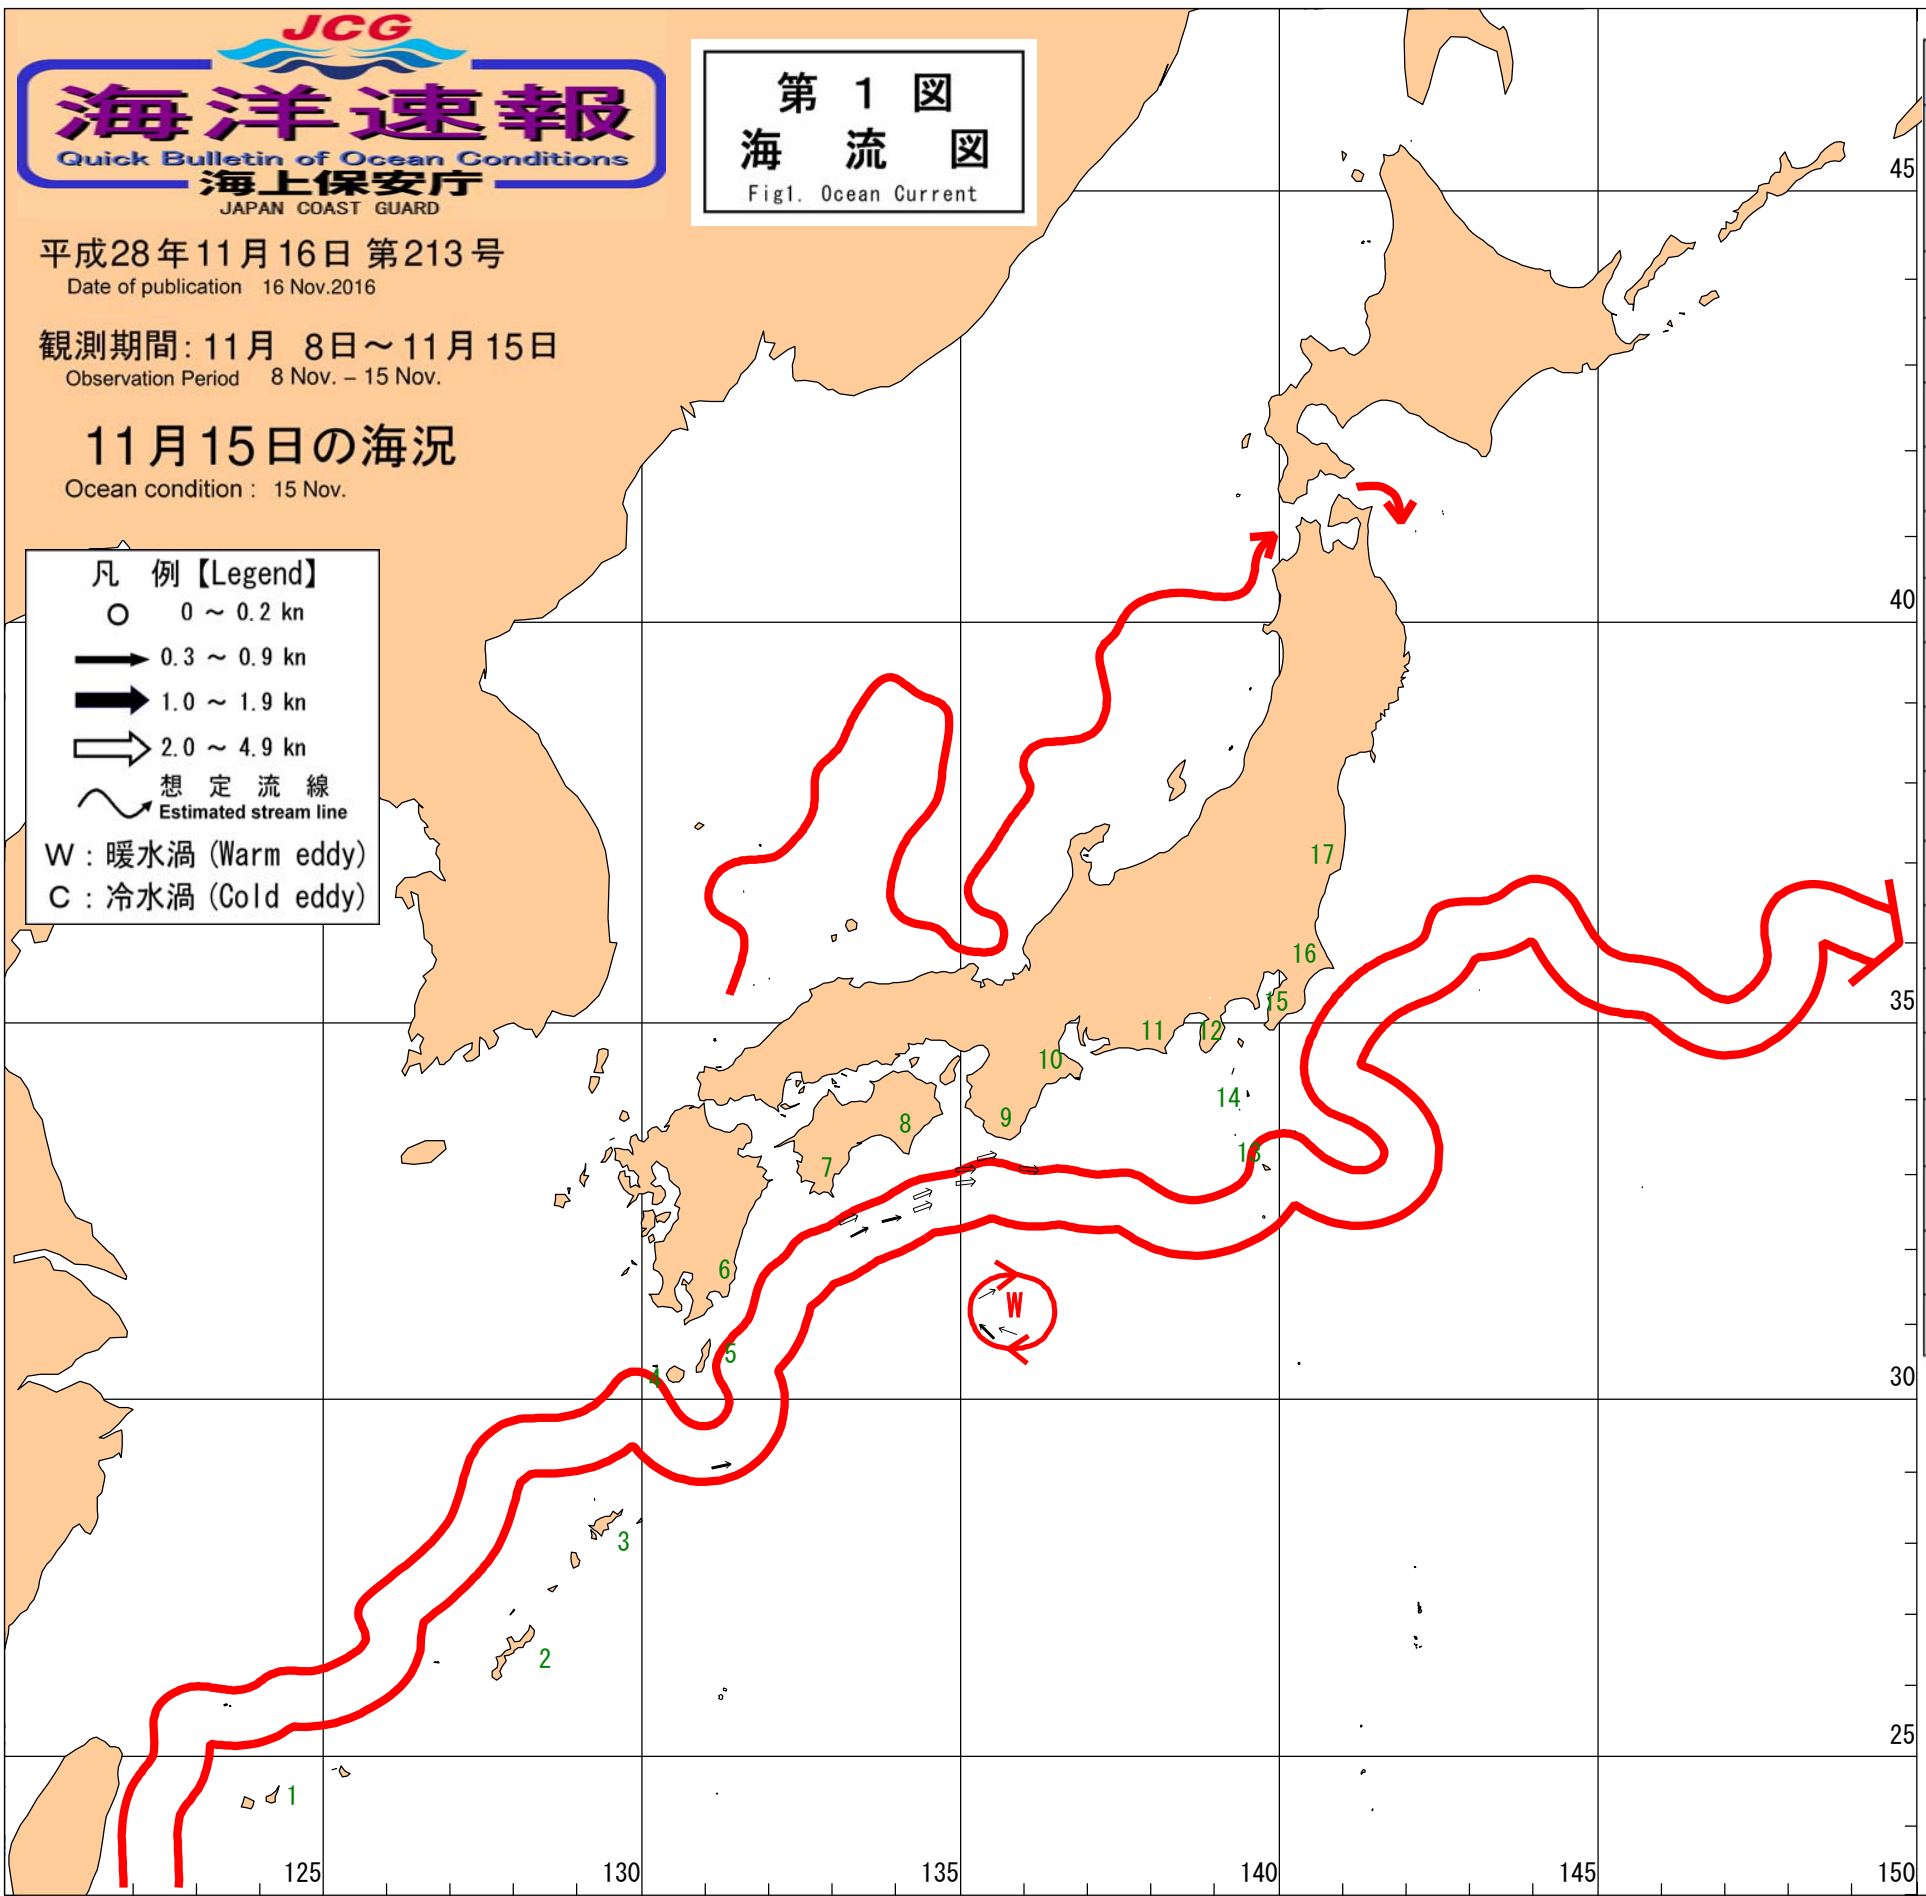 JCG
海洋速報
Quick Bulletin of Ocean Conditions
海上保安庁
JAPAN COAST GUARD
第 1 図
海 流 図
Fig1. Ocean Current
平成28年11月16日 第213号
Date of publication 16 Nov.2016
観測期間: 11月 8日～11月15日
Observation Period 8 Nov. – 15 Nov.
11月15日の海況
Ocean condition : 15 Nov.
凡 例【Legend】
0 ～ 0.2 kn
0.3 ～ 0.9 kn
1.0 ～ 1.9 kn
2.0 ～ 4.9 kn
想 定 流 線
Estimated stream line
W : 暖水渦 (Warm eddy)
C : 冷水渦 (Cold eddy)
45
40
35
30
25
17
16
15
11
12
10
14
9
8
13
7
6
W
5
4
3
2
1
125
130
135
140
145
150